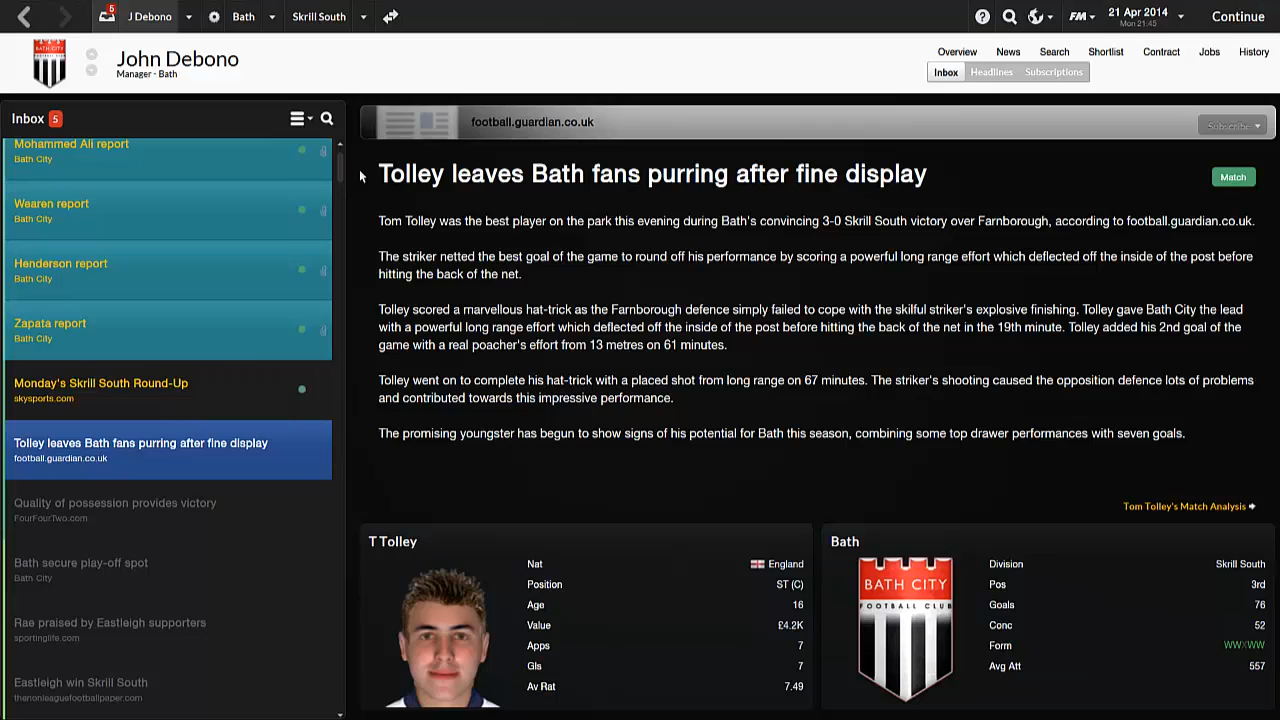 5
J Debono
Bath
Skrill South
FM
21 Apr 2014
Mon 21:45
Continue
BATH CITY
John Debono
Manager - Bath
Overview
News
Search
Shortlist
Contract
Jobs
History
Inbox
Headlines
Subscriptions
Inbox 5
Mohammed Ali report
Bath City
Wearen report
Bath City
Henderson report
Bath City
Zapata report
Bath City
Monday's Skrill South Round-Up
skysports.com
Tolley leaves Bath fans purring after fine display
football.guardian.co.uk
Quality of possession provides victory
FourFourTwo.com
Bath secure play-off spot
Bath City
Rae praised by Eastleigh supporters
sportinglife.com
Eastleigh win Skrill South
thenonleaguefootballpaper.com
football.guardian.co.uk
Subscribe
Tolley leaves Bath fans purring after fine display
Match
Tom Tolley was the best player on the park this evening during Bath's convincing 3-0 Skrill South victory over Farnborough, according to football.guardian.co.uk.
The striker netted the best goal of the game to round off his performance by scoring a powerful long range effort which deflected off the inside of the post before
hitting the back of the net.
Tolley scored a marvellous hat-trick as the Farnborough defence simply failed to cope with the skilful striker's explosive finishing. Tolley gave Bath City the lead
with a powerful long range effort which deflected off the inside of the post before hitting the back of the net in the 19th minute. Tolley added his 2nd goal of the
game with a real poacher's effort from 13 metres on 61 minutes.
Tolley went on to complete his hat-trick with a placed shot from long range on 67 minutes. The striker's shooting caused the opposition defence lots of problems
and contributed towards this impressive performance.
The promising youngster has begun to show signs of his potential for Bath this season, combining some top drawer performances with seven goals.
Tom Tolley's Match Analysis
T Tolley
Nat England
Position ST (C)
Age 16
Value £4.2K
Apps 7
Gls 7
Av Rat 7.49
Bath
BATH CITY
FOOTBALL CLUB
Division Skrill South
Pos 3rd
Goals 76
Conc 52
Form WWXWW
Avg Att 557